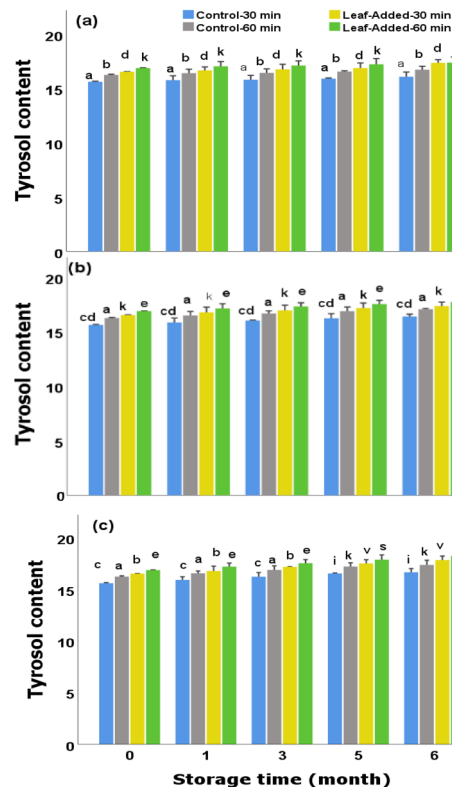 Control-30 min Leaf-Added-30 min
Control-60 min Leaf-Added-60 min
(a)
Tyrosol content
20
15
10
5
0
a b d k a b d k a b d k a b d k a b d
(b)
Tyrosol content
20
15
10
5
0
cd a k e cd a k e cd a k e cd a k e cd a k
(c)
Tyrosol content
20
15
10
5
0
c a b e c a b e c a b e i k v s i k v
0 1 3 5 6
Storage time (month)